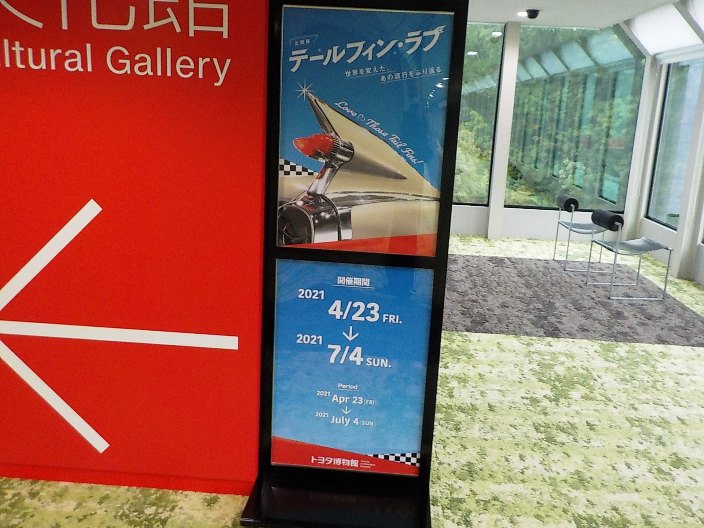 文化館
ltural Gallery
企画展
テールフィン・ラブ
世界を変えた、
あの流行をふり返る
Love Those Tail Fins!
開催期間
2021 4/23 FRI.
↓
2021 7/4 SUN.
Period
2021 Apr 23 (FRI)
↓
2021 July 4 (SUN)
トヨタ博物館